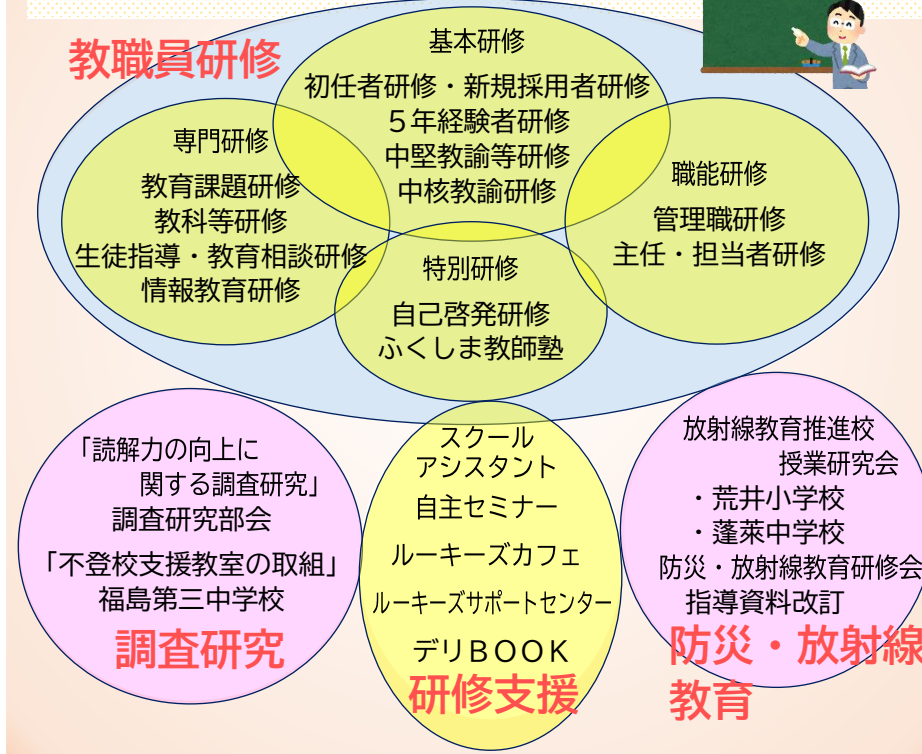 教職員研修
基本研修
初任者研修・新規採用者研修
５年経験者研修
中堅教諭等研修
中核教諭研修
専門研修
教育課題研修
教科等研修
生徒指導・教育相談研修
情報教育研修
職能研修
管理職研修
主任・担当者研修
特別研修
自己啓発研修
ふくしま教師塾
「読解力の向上に
関する調査研究」
調査研究部会
「不登校支援教室の取組」
福島第三中学校
調査研究
スクール
アシスタント
自主セミナー
ルーキーズカフェ
ルーキーズサポートセンター
デリＢＯＯＫ
研修支援
放射線教育推進校
授業研究会
・荒井小学校
・蓬萊中学校
防災・放射線教育研修会
指導資料改訂
防災・放射線
教育